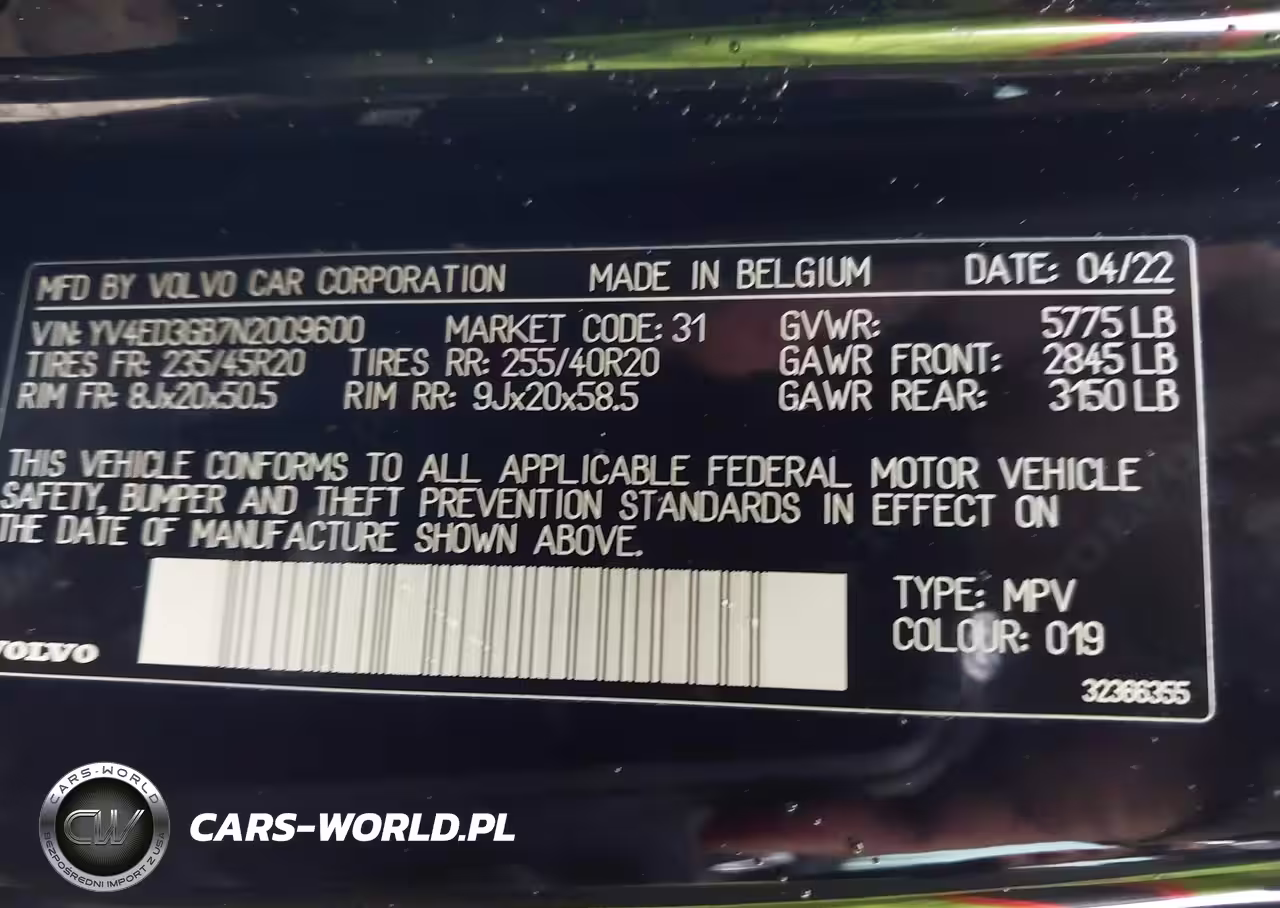 MFD BY VOLVO CAR CORPORATION MADE IN BELGIUM DATE: 04/22
VIN: YV4ED3GB7N2009600 MARKET CODE: 31 GVWR: 5775 LB
TIRES FR: 235/45R20 TIRES RR: 255/40R20 GAWR FRONT: 2845 LB
RIM FR: 8Jx20x50.5 RIM RR: 9Jx20x58.5 GAWR REAR: 3150 LB
THIS VEHICLE CONFORMS TO ALL APPLICABLE FEDERAL MOTOR VEHICLE
SAFETY, BUMPER AND THEFT PREVENTION STANDARDS IN EFFECT ON
THE DATE OF MANUFACTURE SHOWN ABOVE.
TYPE: MPV
COLOUR: 019
VOLVO
32366355
CARS-WORLD
CW
BEZPOŚREDNI IMPORT Z USA
CARS-WORLD.PL